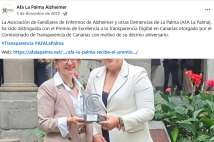 Afa La Palma Alzheimer
1 de diciembre de 2022
La Asociación de Familiares de Enfermos de Alzheimer y otras Demencias de La Palma (AFA La Palma),
ha sido distinguida con el Premio de Excelencia a la Transparencia Digital en Canarias otorgado por el
Comisionado de Transparencia de Canarias con motivo de su décimo aniversario.
#Transparencia #AFALaPalma
Web: https://afalapalma.net/.../afa-la-palma-recibe-el-premio.../